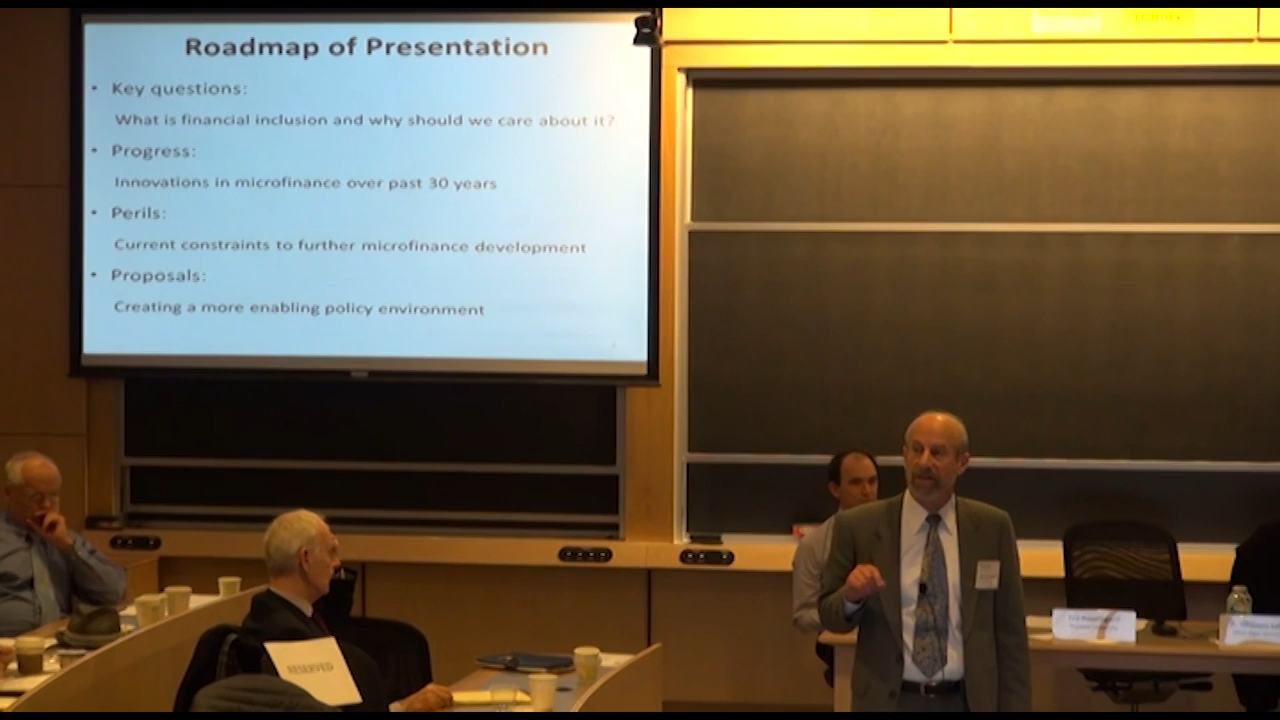 Roadmap of Presentation
• Key questions:
What is financial inclusion and why should we care about it?
• Progress:
Innovations in microfinance over past 30 years
• Perils:
Current constraints to further microfinance development
• Proposals:
Creating a more enabling policy environment
RESERVED